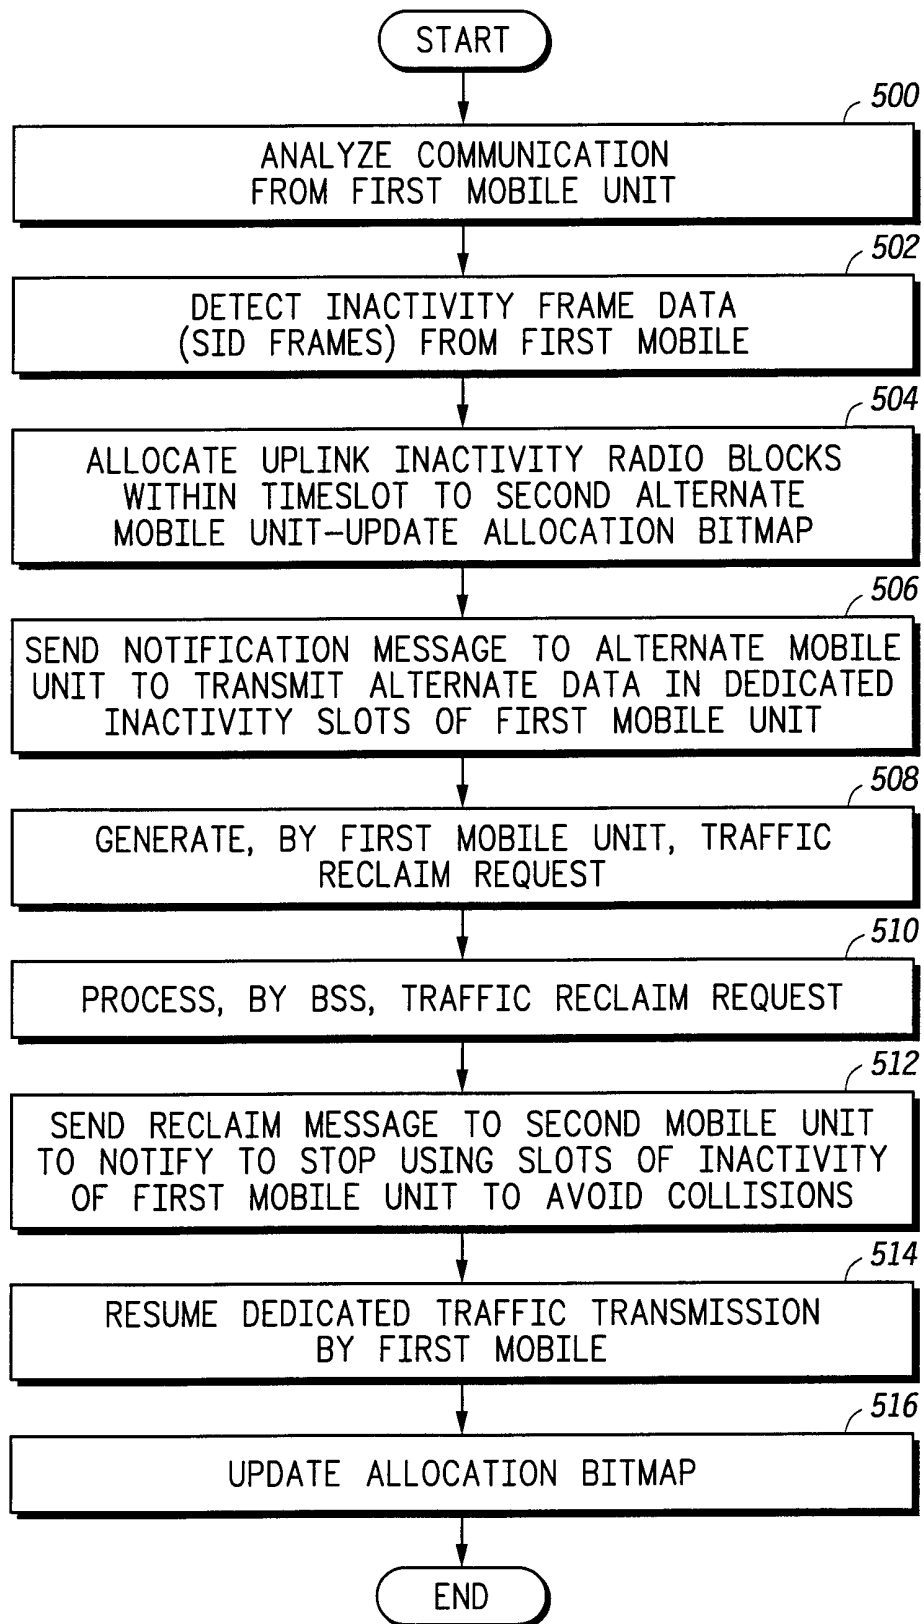 START
500
ANALYZE COMMUNICATION
FROM FIRST MOBILE UNIT
502
DETECT INACTIVITY FRAME DATA
(SID FRAMES) FROM FIRST MOBILE
504
ALLOCATE UPLINK INACTIVITY RADIO BLOCKS
WITHIN TIMESLOT TO SECOND ALTERNATE
MOBILE UNIT-UPDATE ALLOCATION BITMAP
506
SEND NOTIFICATION MESSAGE TO ALTERNATE MOBILE
UNIT TO TRANSMIT ALTERNATE DATA IN DEDICATED
INACTIVITY SLOTS OF FIRST MOBILE UNIT
508
GENERATE, BY FIRST MOBILE UNIT, TRAFFIC
RECLAIM REQUEST
510
PROCESS, BY BSS, TRAFFIC RECLAIM REQUEST
512
SEND RECLAIM MESSAGE TO SECOND MOBILE UNIT
TO NOTIFY TO STOP USING SLOTS OF INACTIVITY
OF FIRST MOBILE UNIT TO AVOID COLLISIONS
514
RESUME DEDICATED TRAFFIC TRANSMISSION
BY FIRST MOBILE
516
UPDATE ALLOCATION BITMAP
END